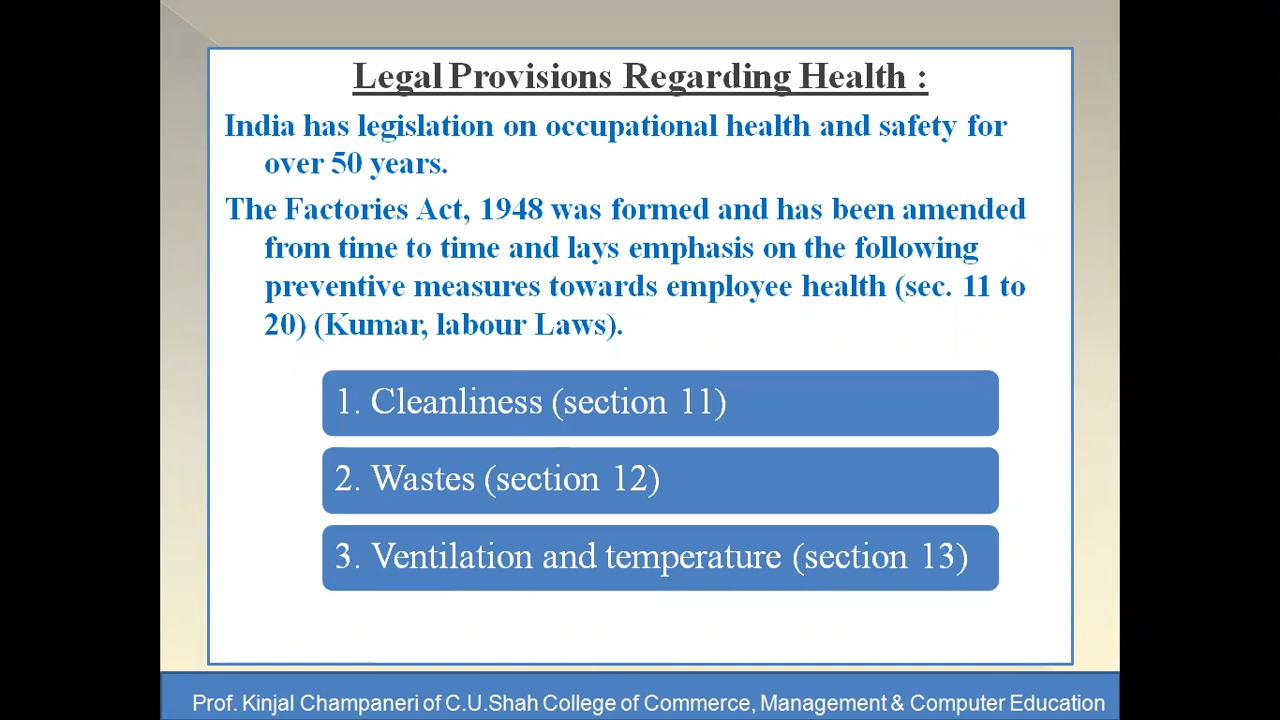 Legal Provisions Regarding Health :
India has legislation on occupational health and safety for
over 50 years.
The Factories Act, 1948 was formed and has been amended
from time to time and lays emphasis on the following
preventive measures towards employee health (sec. 11 to
20) (Kumar, labour Laws).
1. Cleanliness (section 11)
2. Wastes (section 12)
3. Ventilation and temperature (section 13)
Prof. Kinjal Champaneri of C.U.Shah College of Commerce, Management & Computer Education